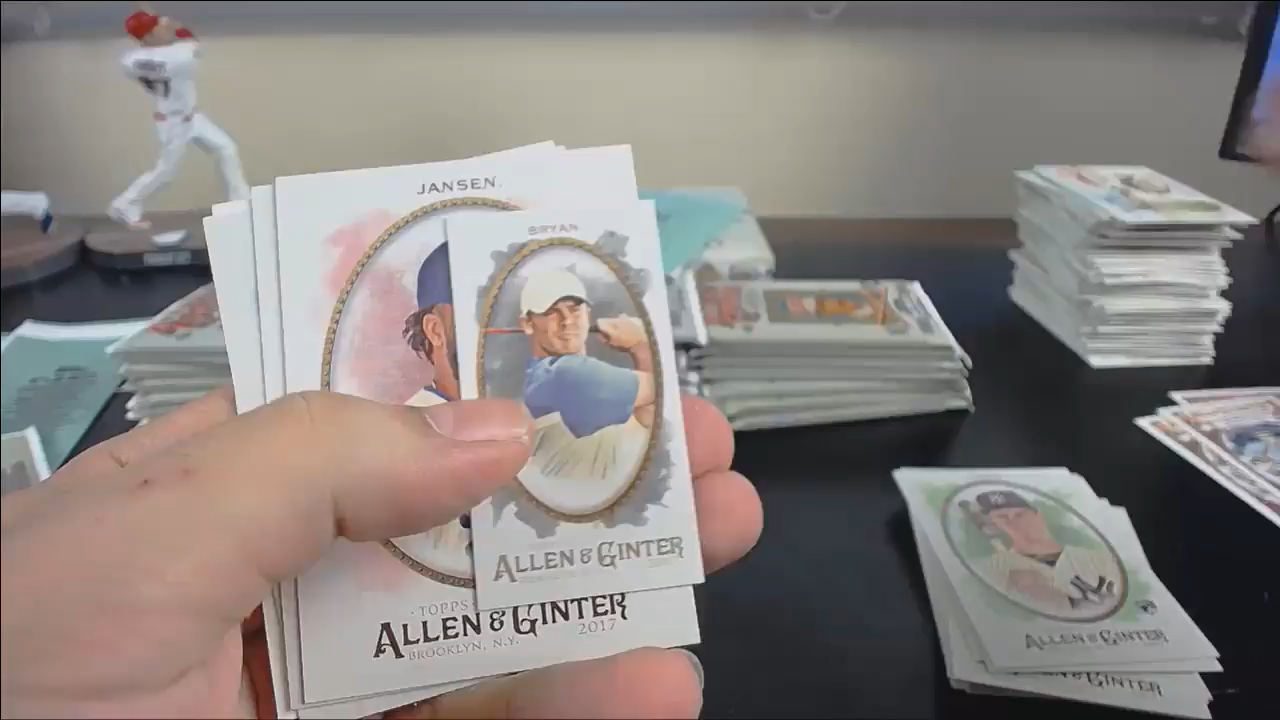 JANSEN
BRYAN
ALLEN & GINTER
TOPPS
ALLEN & GINTER
BROOKLYN, N.Y. 2017
ALLEN & GINTER
ALLEN & GINTER